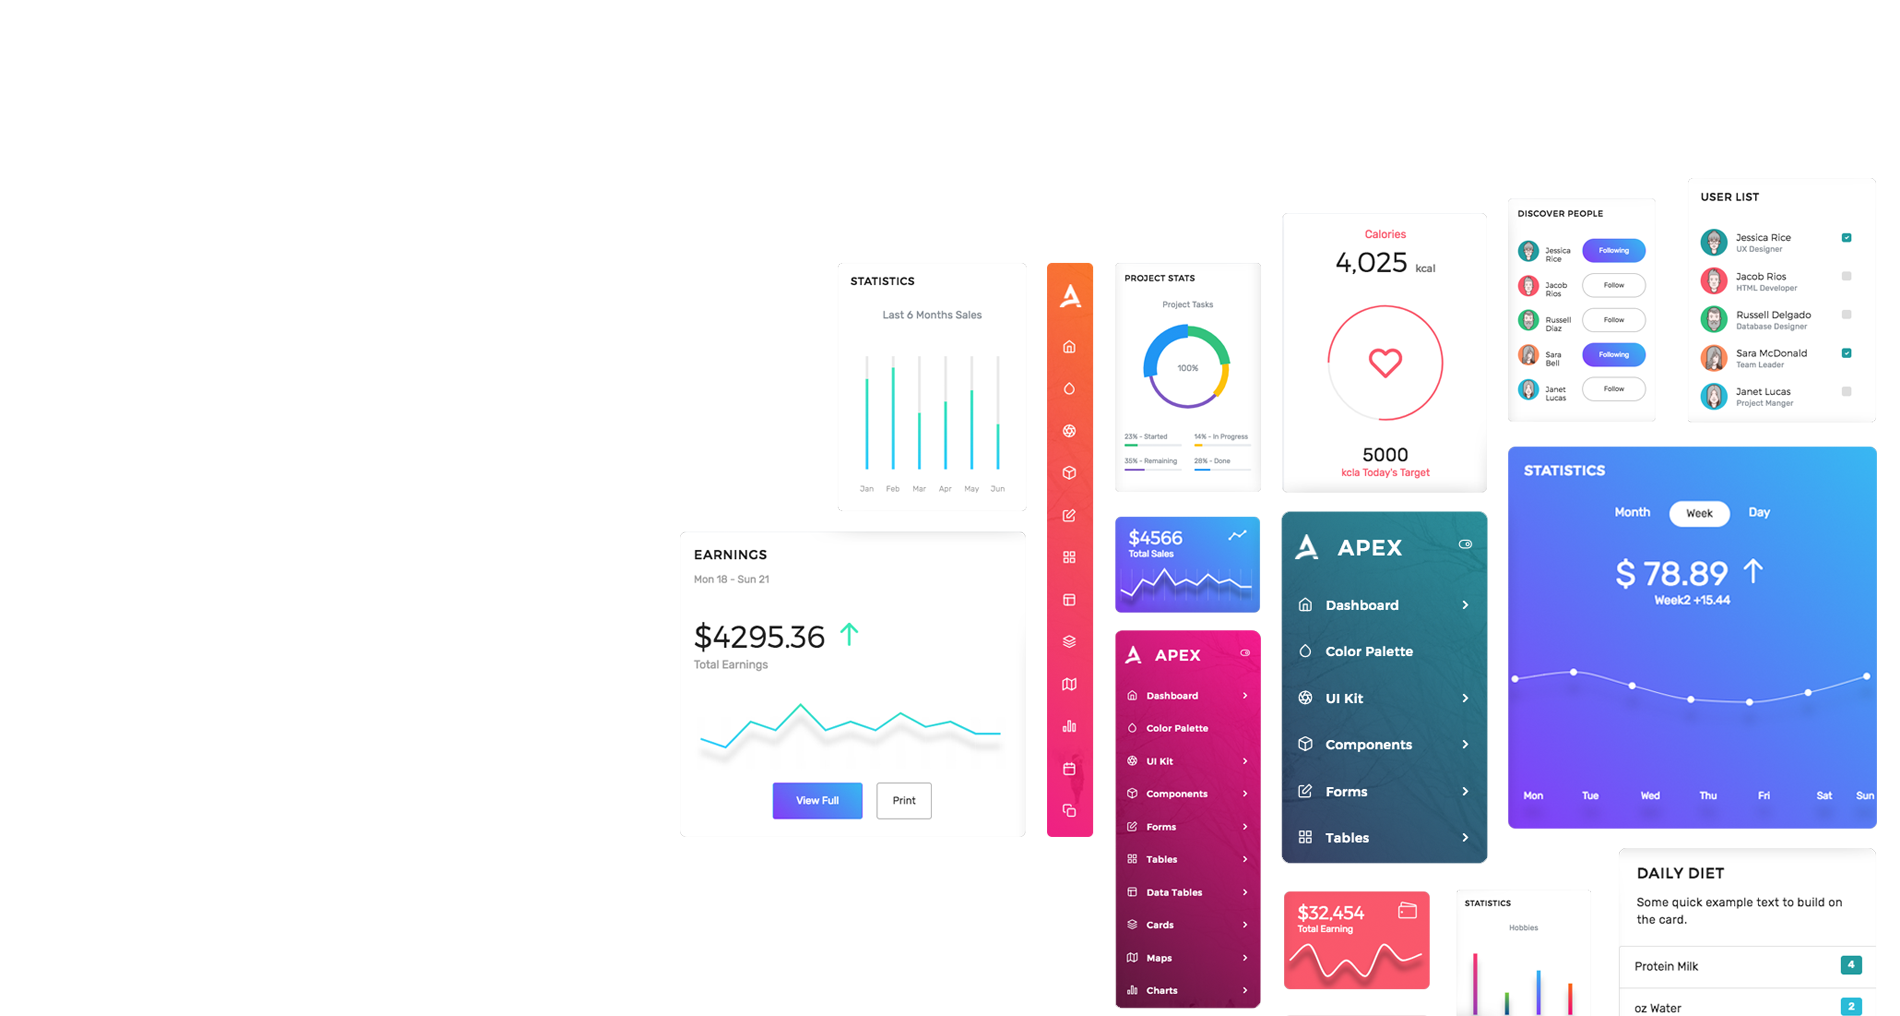 STATISTICS
Last 6 Months Sales
Jan Feb Mar Apr May Jun
EARNINGS
Mon 18 - Sun 21
$4295.36
Total Earnings
View Full
Print
PROJECT STATS
Project Tasks
100%
23% - Started
14% - In Progress
35% - Remaining
28% - Done
$4566
Total Sales
APEX
Dashboard
Color Palette
UI Kit
Components
Forms
Tables
Data Tables
Cards
Maps
Charts
Calories
4,025 kcal
5000
kcla Today's Target
APEX
Dashboard
Color Palette
UI Kit
Components
Forms
Tables
$32,454
Total Earning
DISCOVER PEOPLE
Jessica
Rice
Following
Jacob
Rios
Follow
Russell
Diaz
Follow
Sara
Bell
Following
Janet
Lucas
Follow
USER LIST
Jessica Rice
UX Designer
Jacob Rios
HTML Developer
Russell Delgado
Database Designer
Sara McDonald
Team Leader
Janet Lucas
Project Manger
STATISTICS
Month Week Day
$ 78.89
Week2 +15.44
Mon Tue Wed Thu Fri Sat Sun
STATISTICS
Hobbies
DAILY DIET
Some quick example text to build on
the card.
Protein Milk 4
oz Water 2